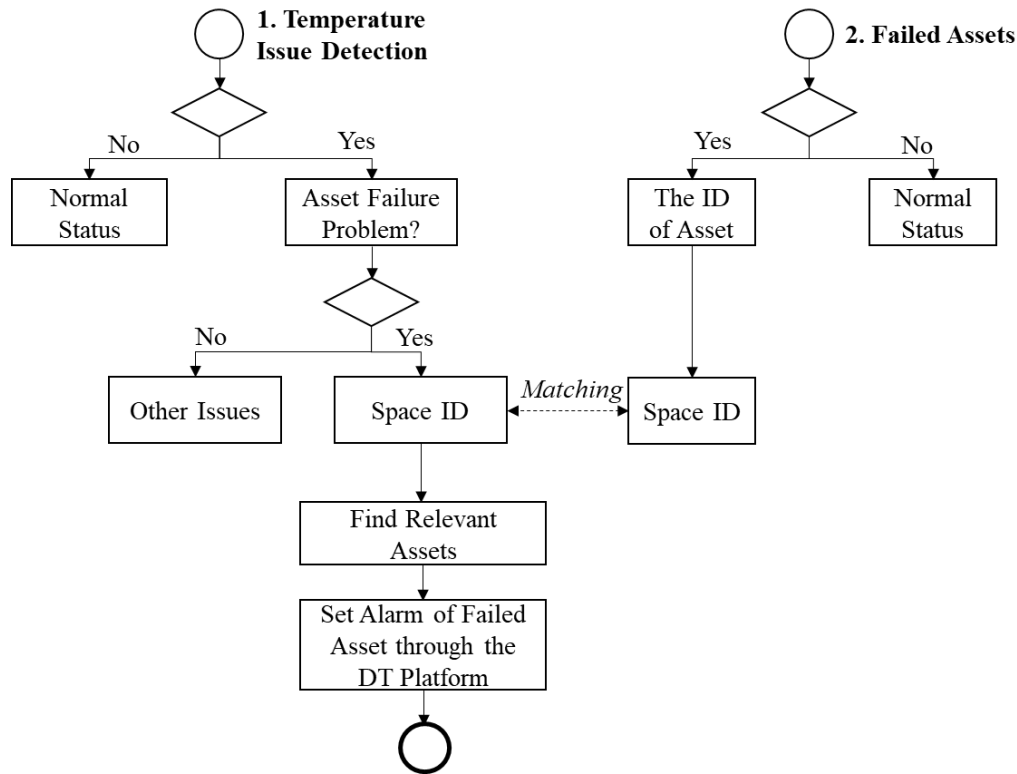 1. Temperature
Issue Detection
2. Failed Assets
No
Yes
Yes
No
Normal
Status
Asset Failure
Problem?
The ID
of Asset
Normal
Status
No
Yes
Other Issues
Space ID
Matching
Space ID
Find Relevant
Assets
Set Alarm of Failed
Asset through the
DT Platform